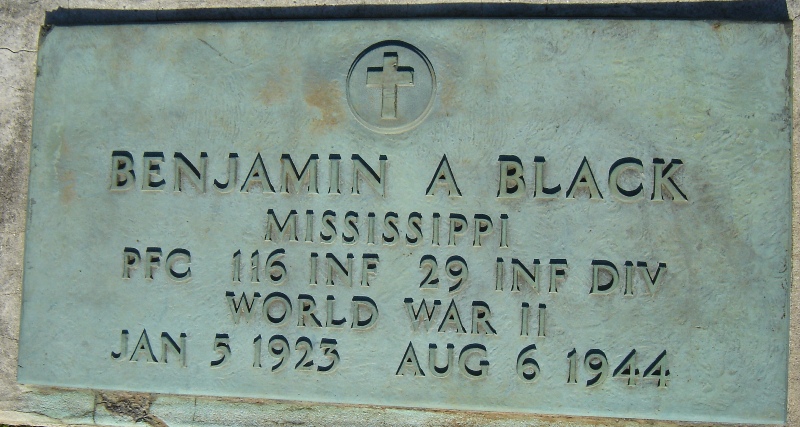 BENJAMIN A BLACK
MISSISSIPPI
PFC 116 INF 29 INF DIV
WORLD WAR II
JAN 5 1923 AUG 6 1944